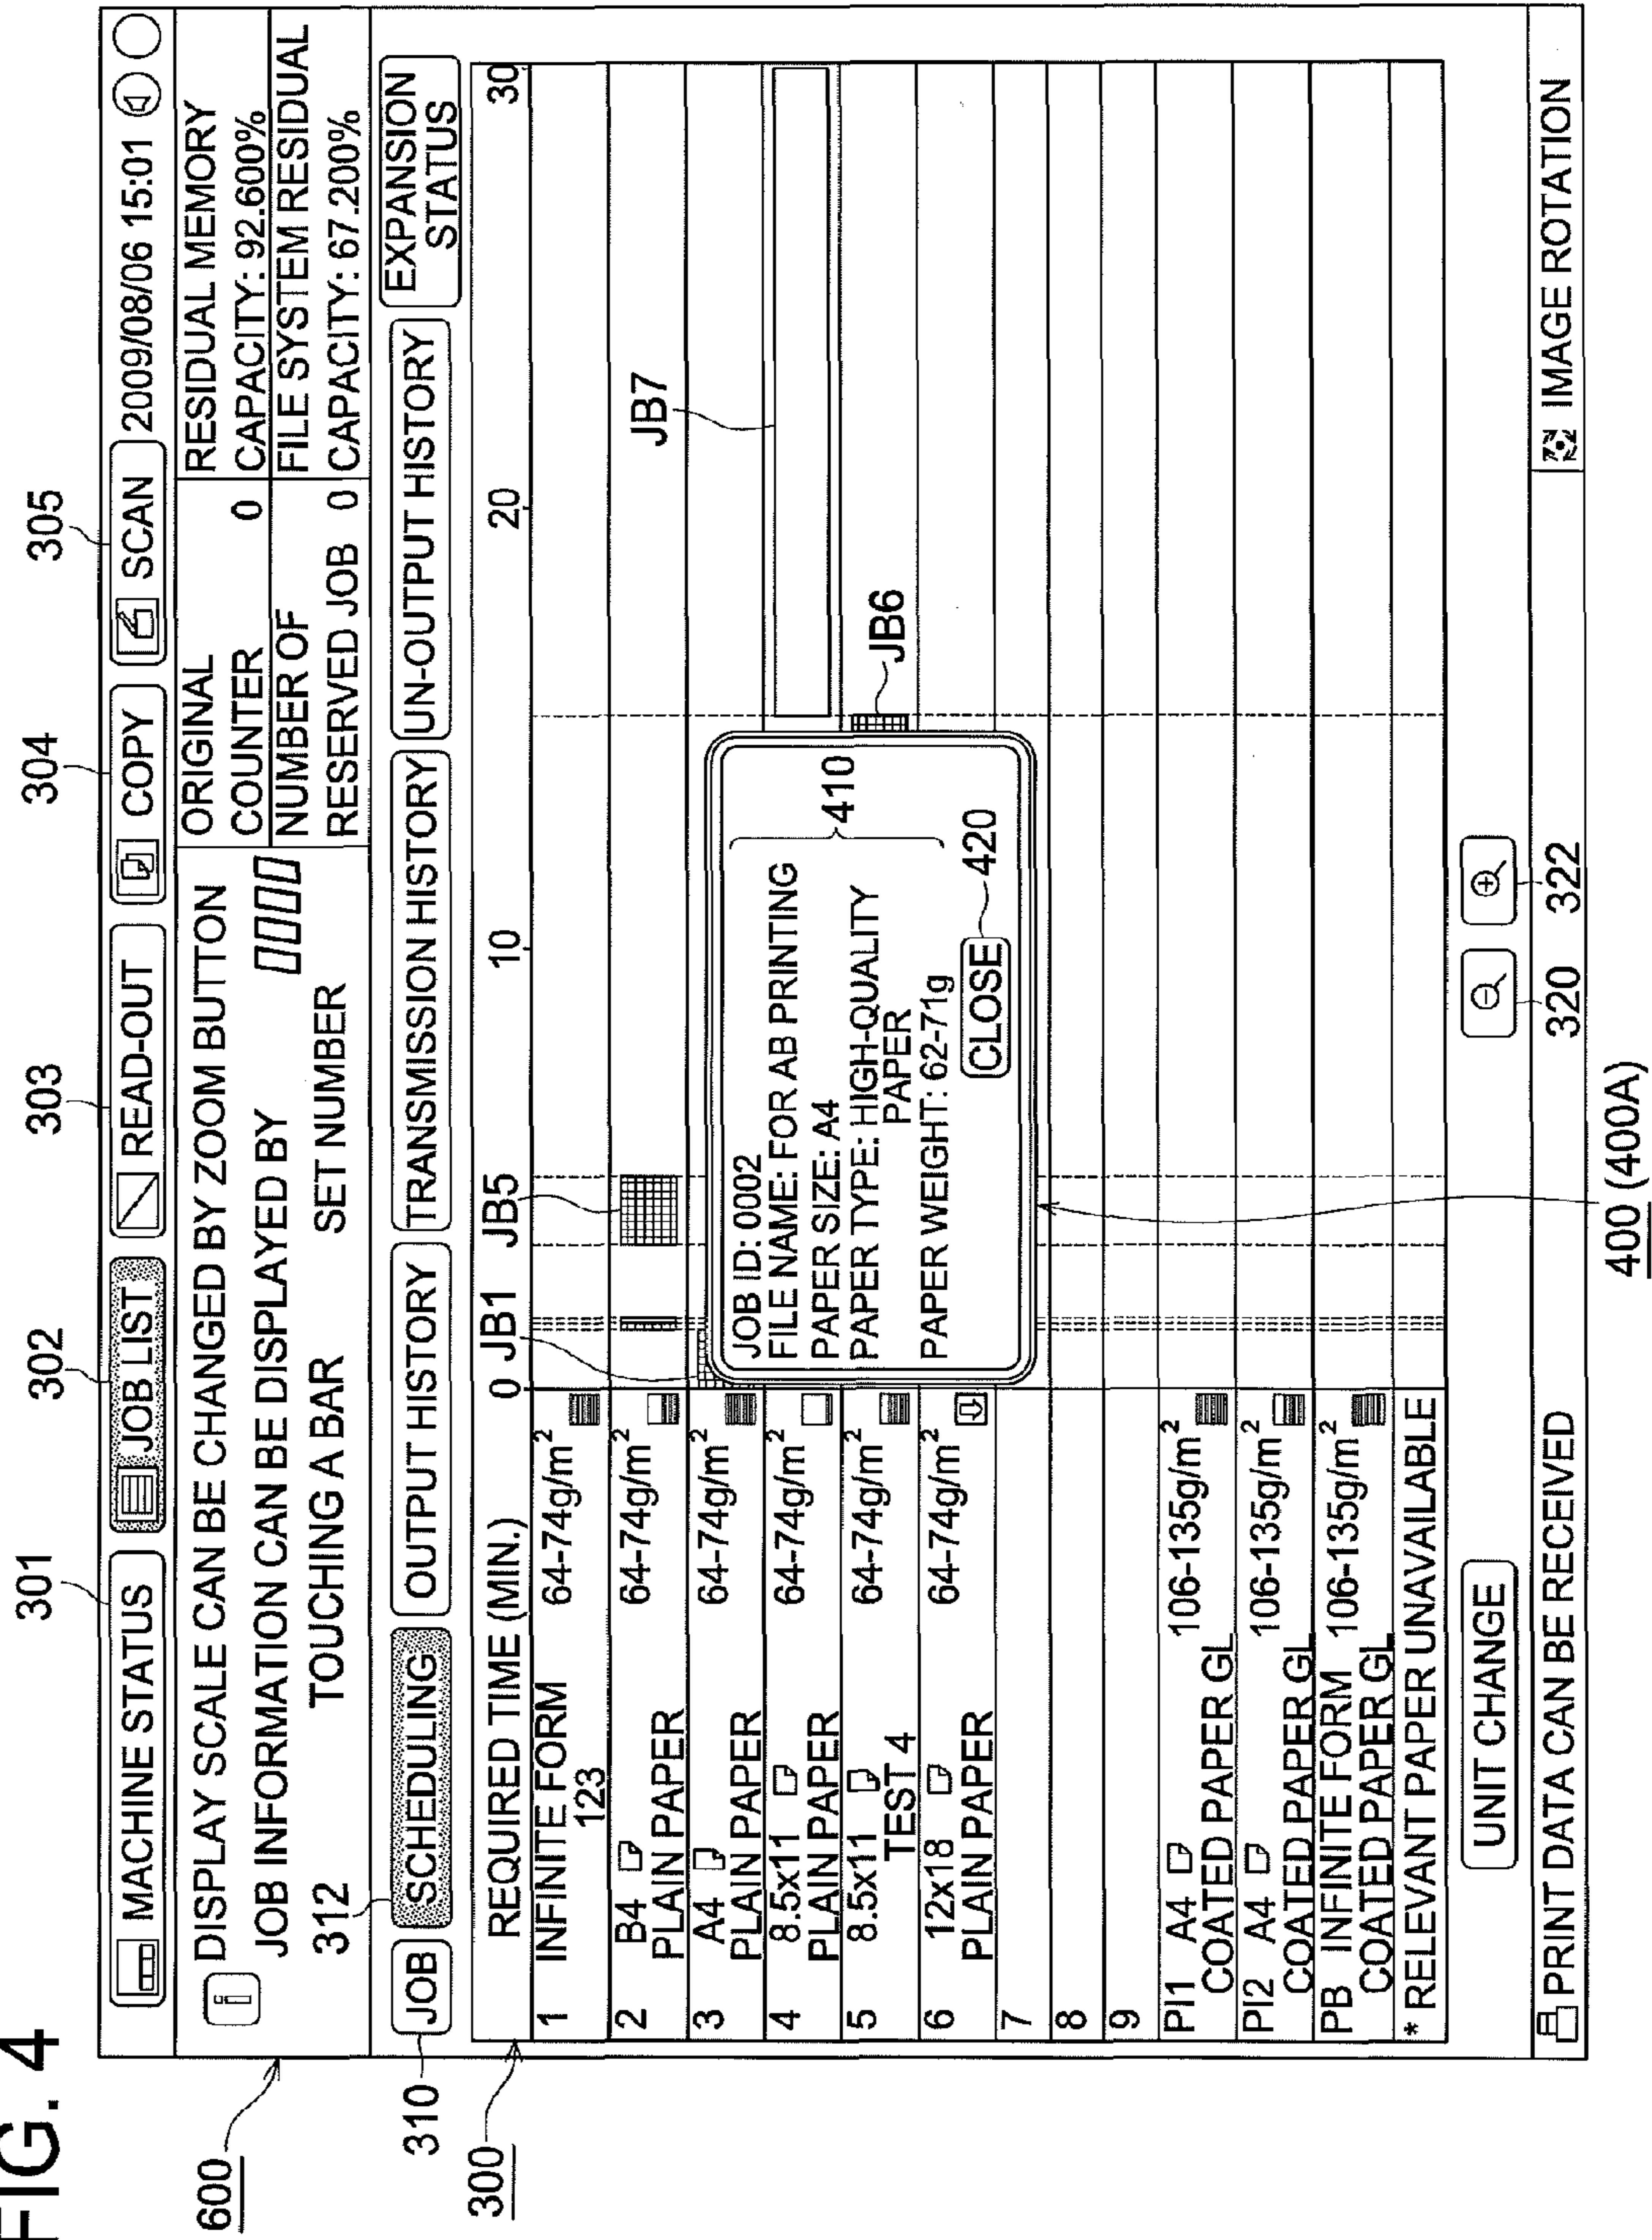 FIG. 4
301
302
303
304
305
MACHINE STATUS
JOB LIST
READ-OUT
COPY
SCAN
2009/08/06 15:01
600
i
DISPLAY SCALE CAN BE CHANGED BY ZOOM BUTTON
JOB INFORMATION CAN BE DISPLAYED BY
TOUCHING A BAR
SET NUMBER
0000
ORIGINAL
COUNTER 0
NUMBER OF
RESERVED JOB 0
RESIDUAL MEMORY
CAPACITY: 92.600%
FILE SYSTEM RESIDUAL
CAPACITY: 67.200%
312
310
JOB
SCHEDULING
OUTPUT HISTORY
TRANSMISSION HISTORY
UN-OUTPUT HISTORY
EXPANSION
STATUS
300
REQUIRED TIME (MIN.)
0
JB1
JB5
10
20
30
1 INFINITE FORM 64-74g/m²
123
2 B4 64-74g/m²
PLAIN PAPER
3 A4 64-74g/m²
PLAIN PAPER
4 8.5x11 64-74g/m²
PLAIN PAPER
5 8.5x11 64-74g/m²
TEST 4
6 12x18 64-74g/m²
PLAIN PAPER
7
8
9
PI1 A4 106-135g/m²
COATED PAPER GL
PI2 A4 106-135g/m²
COATED PAPER GL
PB INFINITE FORM 106-135g/m²
COATED PAPER GL
* RELEVANT PAPER UNAVAILABLE
JB7
JB6
JOB ID: 0002
FILE NAME: FOR AB PRINTING
PAPER SIZE: A4
PAPER TYPE: HIGH-QUALITY
PAPER
PAPER WEIGHT: 62-71g
410
CLOSE
420
UNIT CHANGE
320
322
PRINT DATA CAN BE RECEIVED
IMAGE ROTATION
400 (400A)